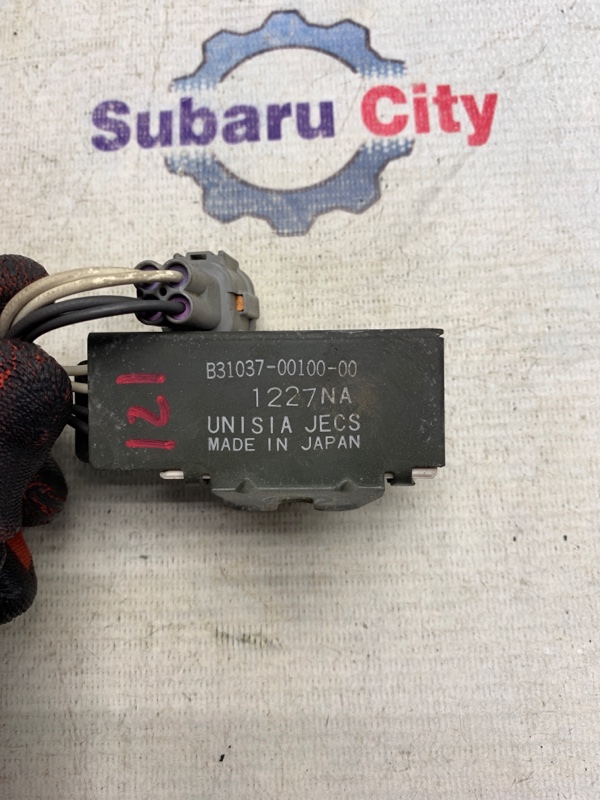 Subaru City
B31037-00100-00
1227NA
UNISIA JECS
MADE IN JAPAN
121